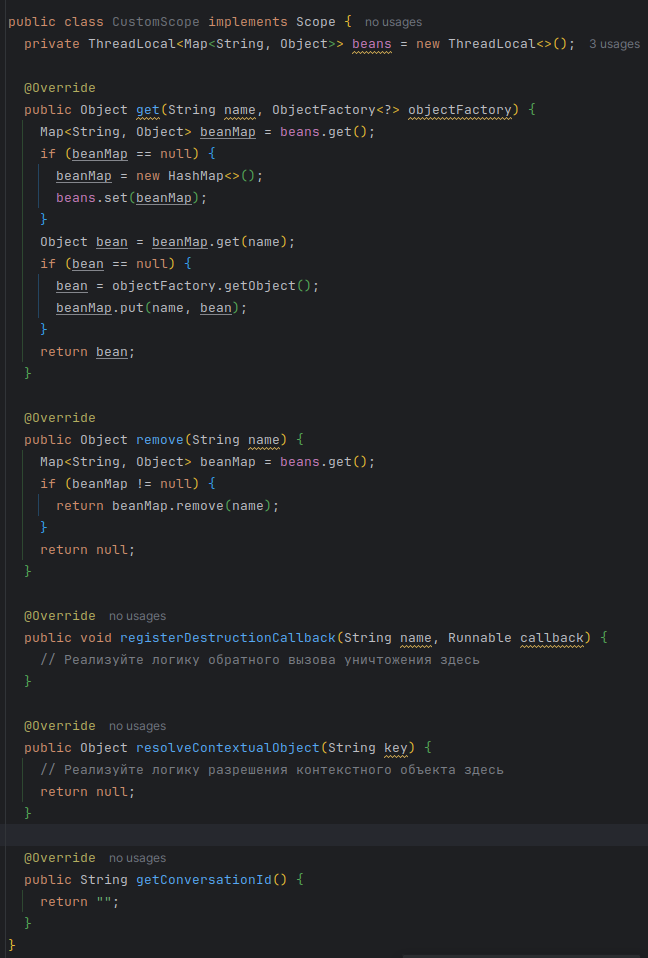 public class CustomScope implements Scope {  no usages
private ThreadLocal<Map<String, Object>> beans = new ThreadLocal<>();  3 usages
@Override
public Object get(String name, ObjectFactory<?> objectFactory) {
Map<String, Object> beanMap = beans.get();
if (beanMap == null) {
beanMap = new HashMap<>();
beans.set(beanMap);
}
Object bean = beanMap.get(name);
if (bean == null) {
bean = objectFactory.getObject();
beanMap.put(name, bean);
}
return bean;
}
@Override
public Object remove(String name) {
Map<String, Object> beanMap = beans.get();
if (beanMap != null) {
return beanMap.remove(name);
}
return null;
}
@Override  no usages
public void registerDestructionCallback(String name, Runnable callback) {
// Реализуйте логику обратного вызова уничтожения здесь
}
@Override  no usages
public Object resolveContextualObject(String key) {
// Реализуйте логику разрешения контекстного объекта здесь
return null;
}
@Override  no usages
public String getConversationId() {
return "";
}
}